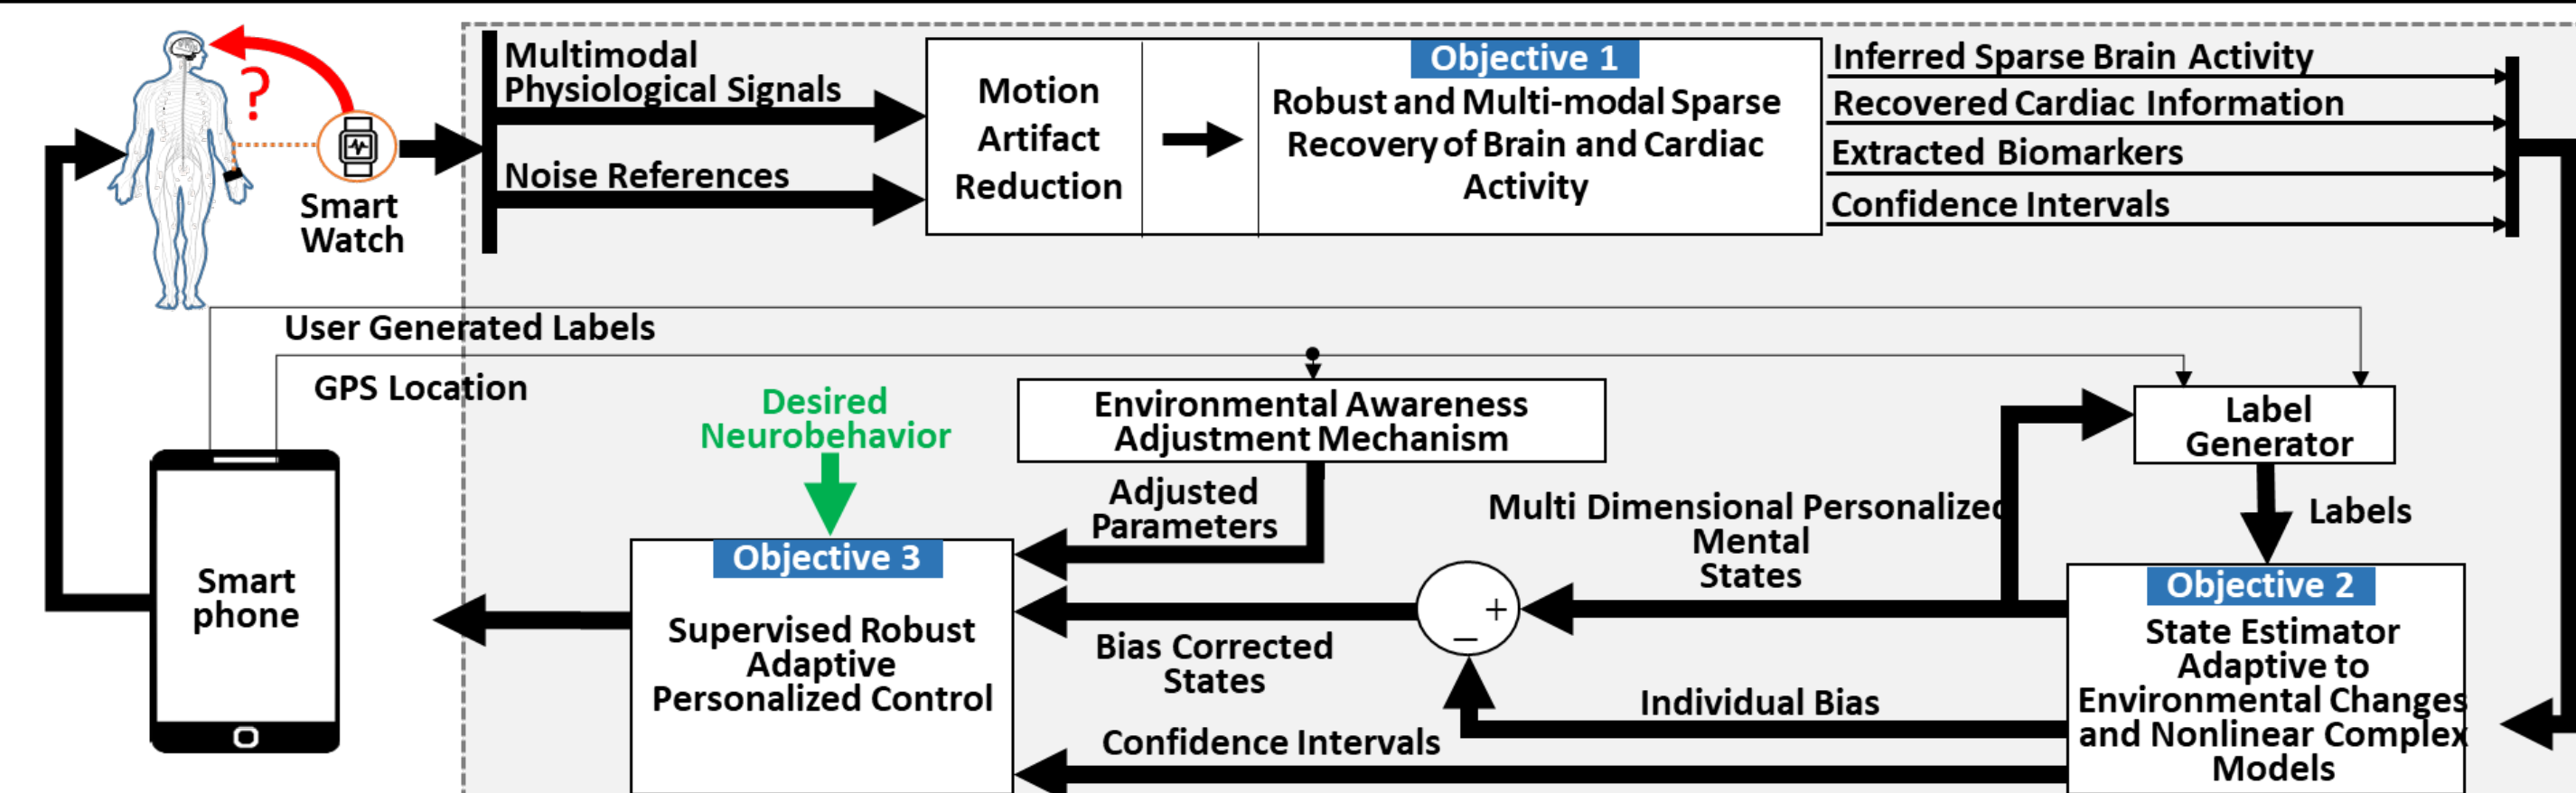 Multimodal
Physiological Signals
Noise References
?
Smart
Watch
Motion
Artifact
Reduction
Objective 1
Robust and Multi-modal Sparse
Recovery of Brain and Cardiac
Activity
Inferred Sparse Brain Activity
Recovered Cardiac Information
Extracted Biomarkers
Confidence Intervals
User Generated Labels
GPS Location
Smart
phone
Desired
Neurobehavior
Environmental Awareness
Adjustment Mechanism
Adjusted
Parameters
Label
Generator
Labels
Multi Dimensional Personalized
Mental
States
Objective 3
Supervised Robust
Adaptive
Personalized Control
Bias Corrected
States
+
−
Individual Bias
Confidence Intervals
Objective 2
State Estimator
Adaptive to
Environmental Changes
and Nonlinear Complex
Models